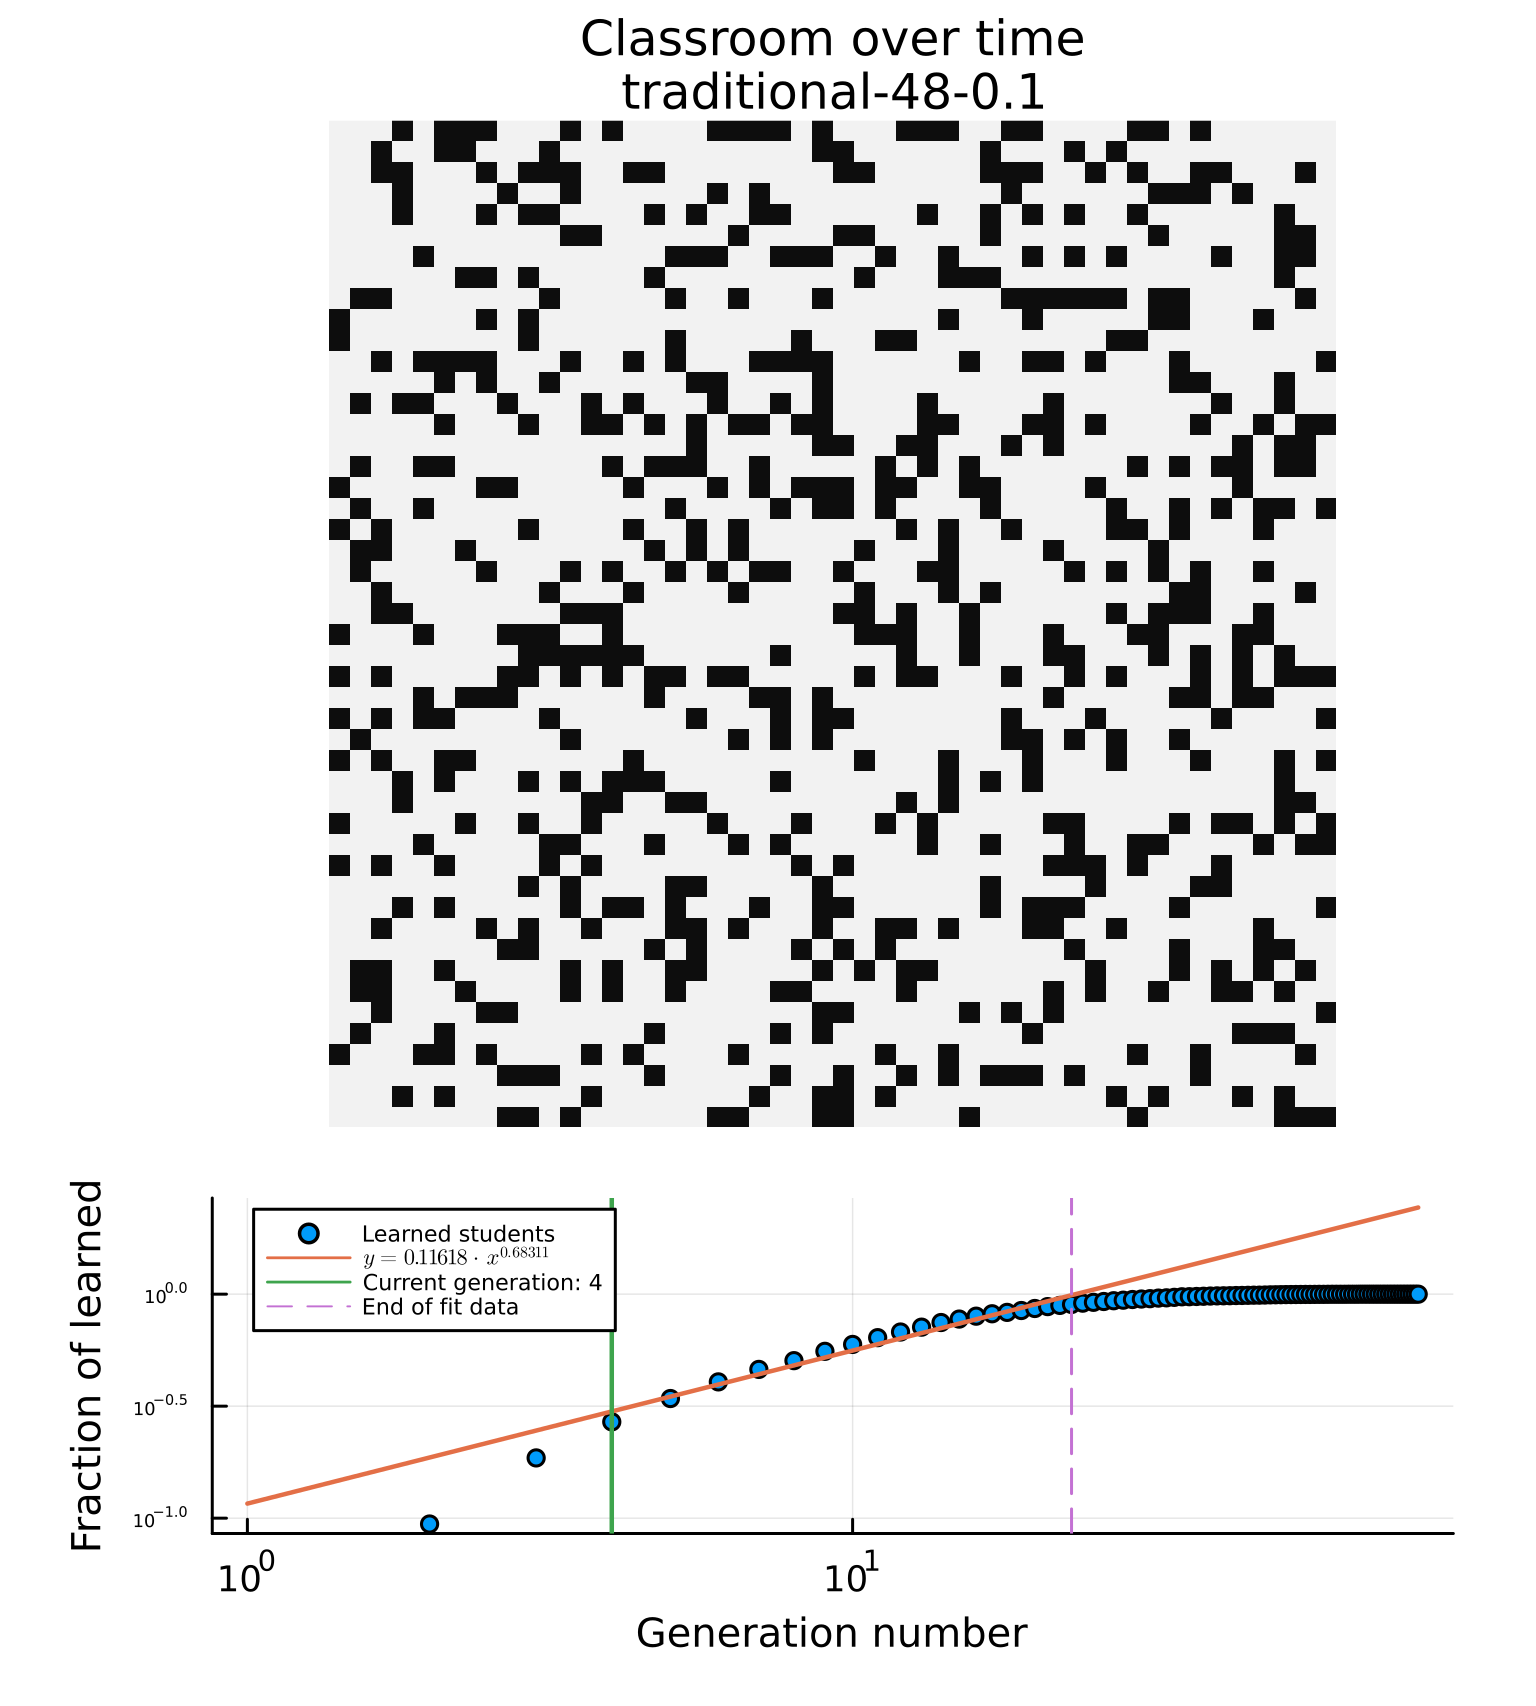 Classroom over time
traditional-48-0.1
Fraction of learned
Learned students
y = 0.11618 · x^0.68311
Current generation: 4
End of fit data
10^0.0
10^−0.5
10^−1.0
10^0
10^1
Generation number